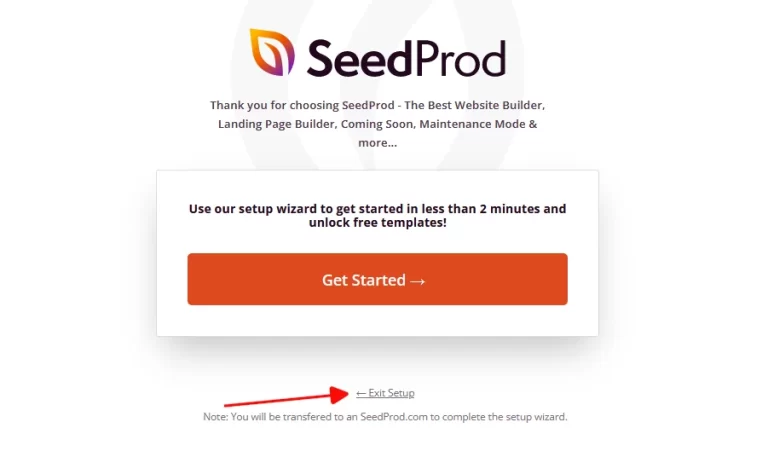 SeedProd
Thank you for choosing SeedProd - The Best Website Builder,
Landing Page Builder, Coming Soon, Maintenance Mode &
more...
Use our setup wizard to get started in less than 2 minutes and
unlock free templates!
Get Started →
← Exit Setup
Note: You will be transfered to an SeedProd.com to complete the setup wizard.